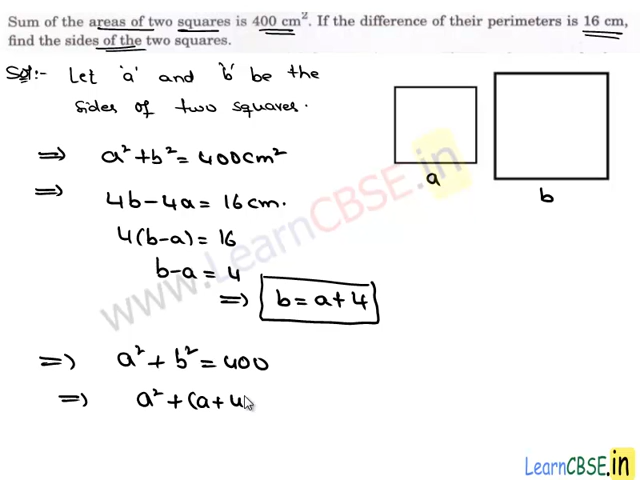 Sum of the areas of two squares is 400 cm². If the difference of their perimeters is 16 cm,
find the sides of the two squares.
Sol:- Let 'a' and 'b' be the
sides of two squares.
a
b
⇒ a² + b² = 400cm²
⇒ 4b - 4a = 16cm.
4(b-a) = 16
b-a = 4
⇒ b = a+4
⇒ a² + b² = 400
⇒ a² + (a+4
www.LearnCBSE.in
LearnCBSE.in